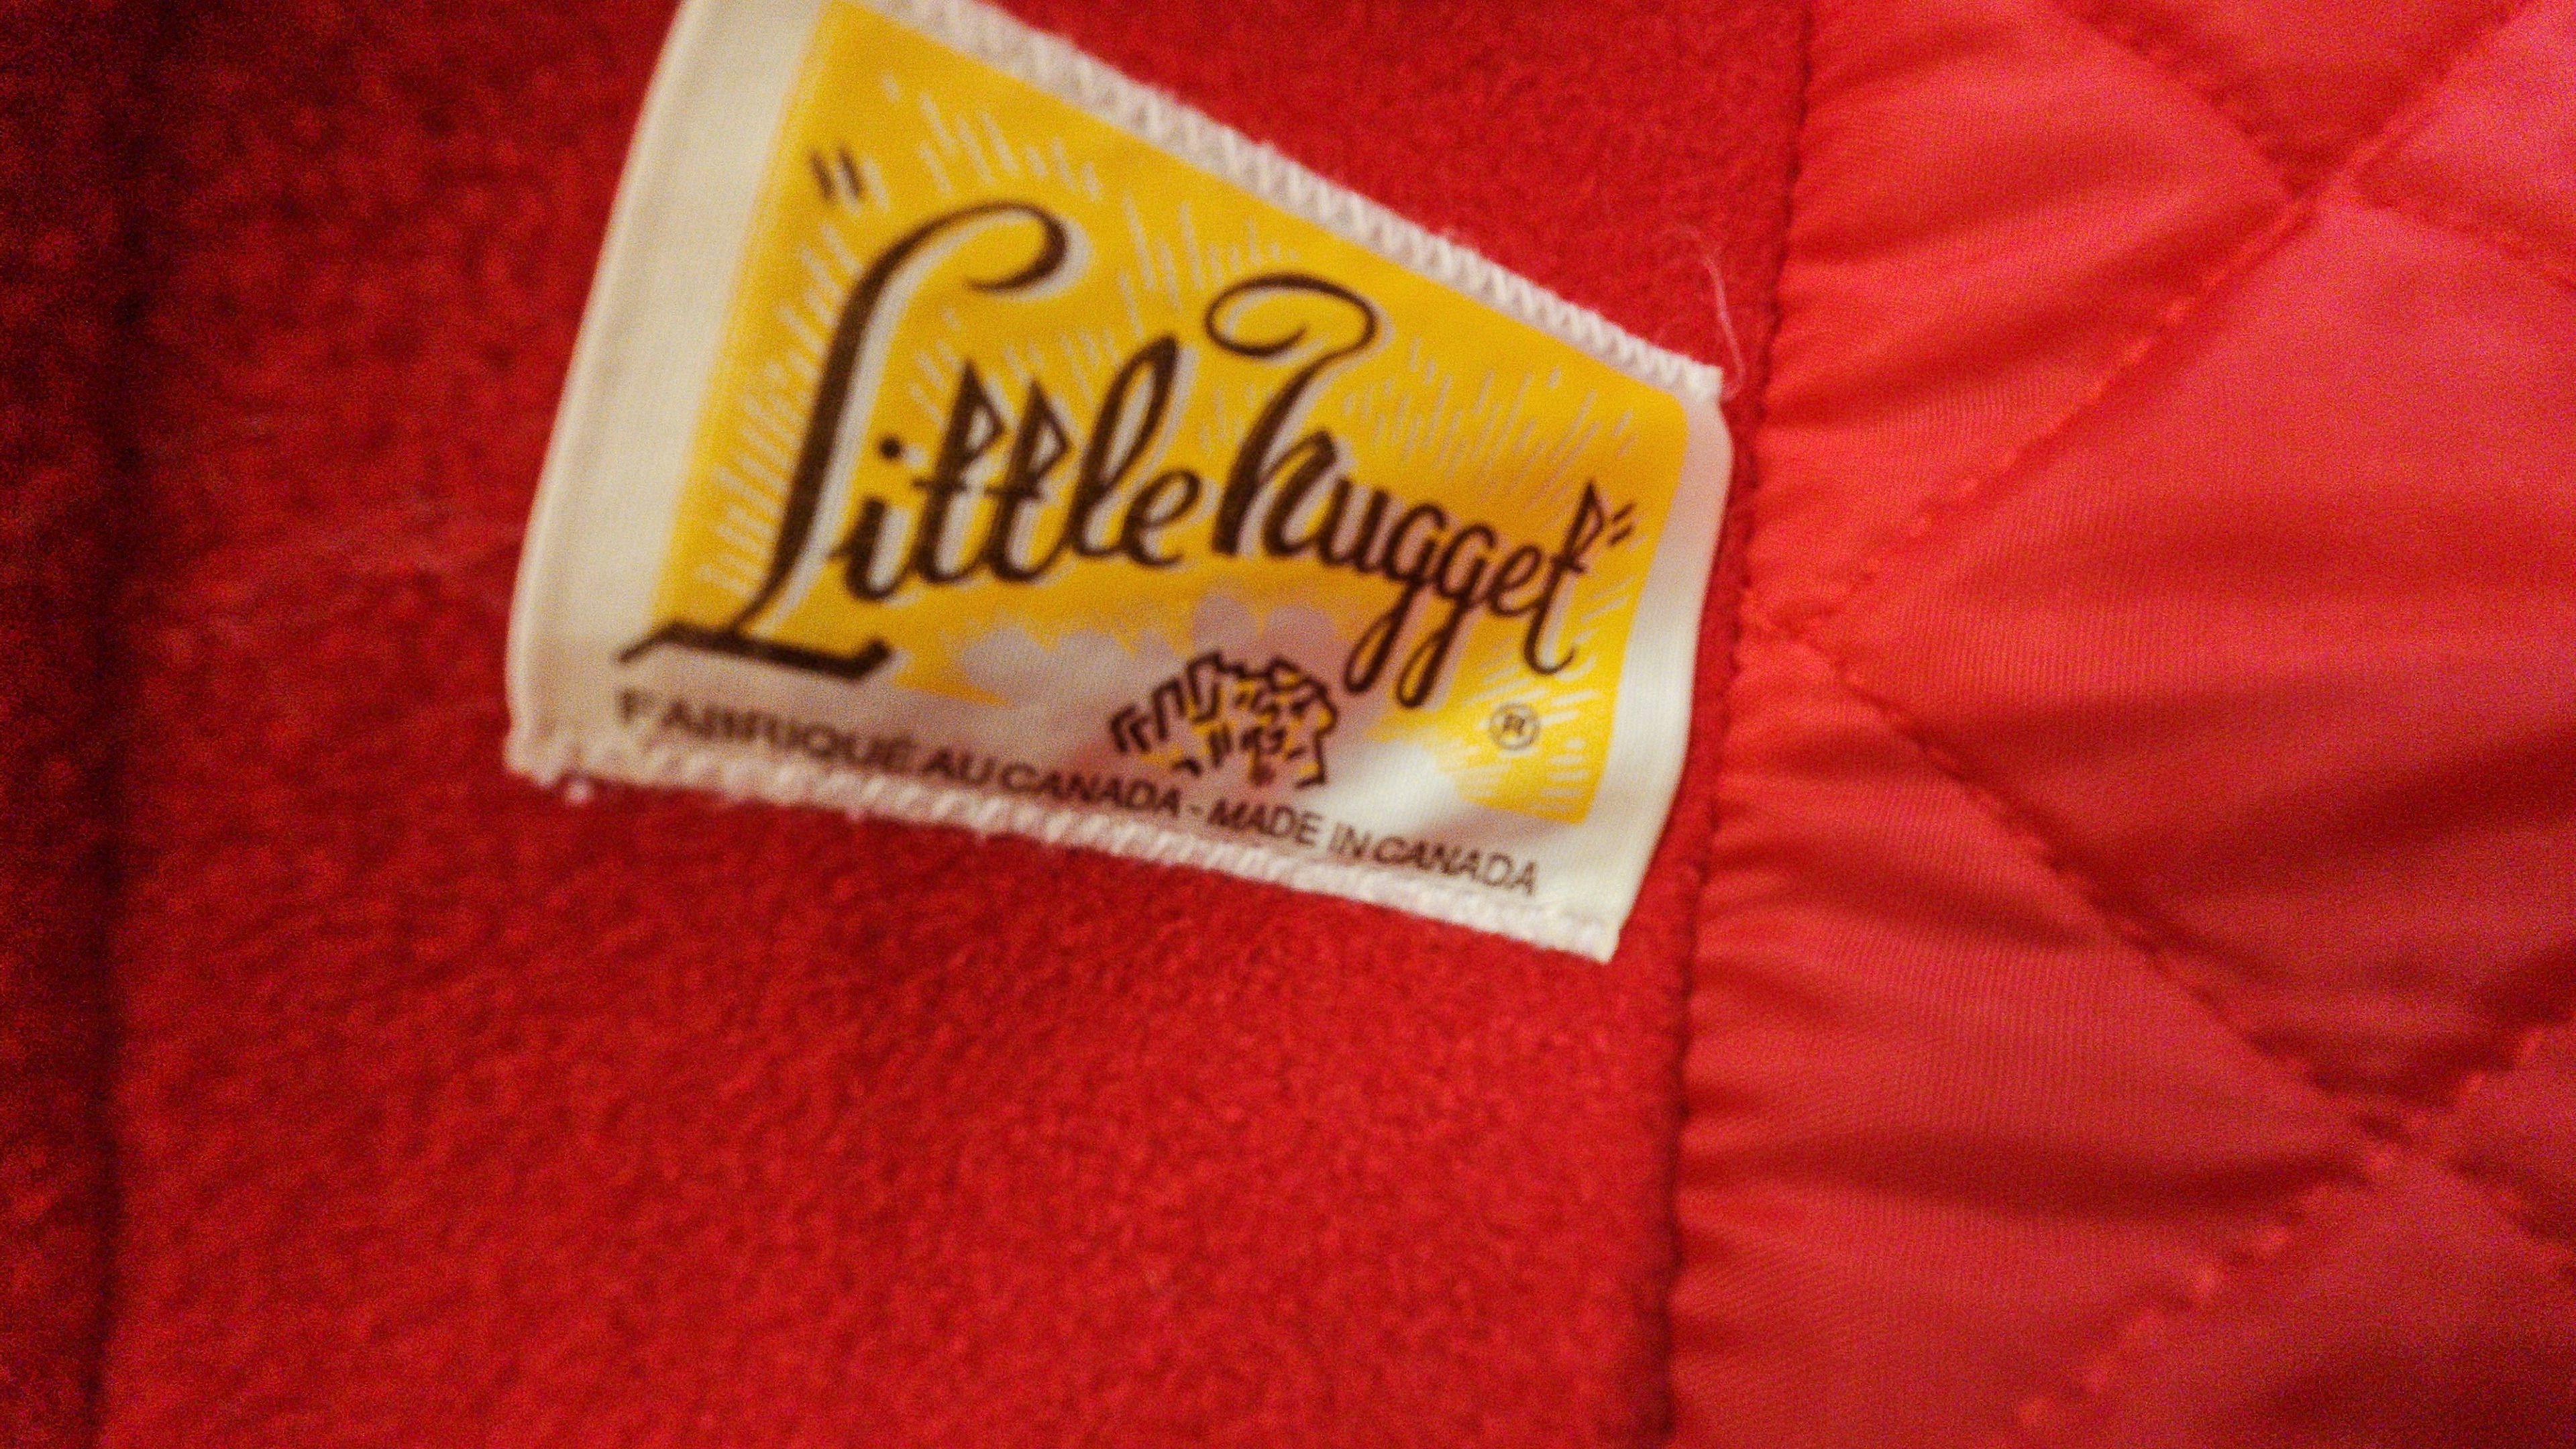 "Little Nugget"
®
FABRIQUÉ AU CANADA - MADE IN CANADA